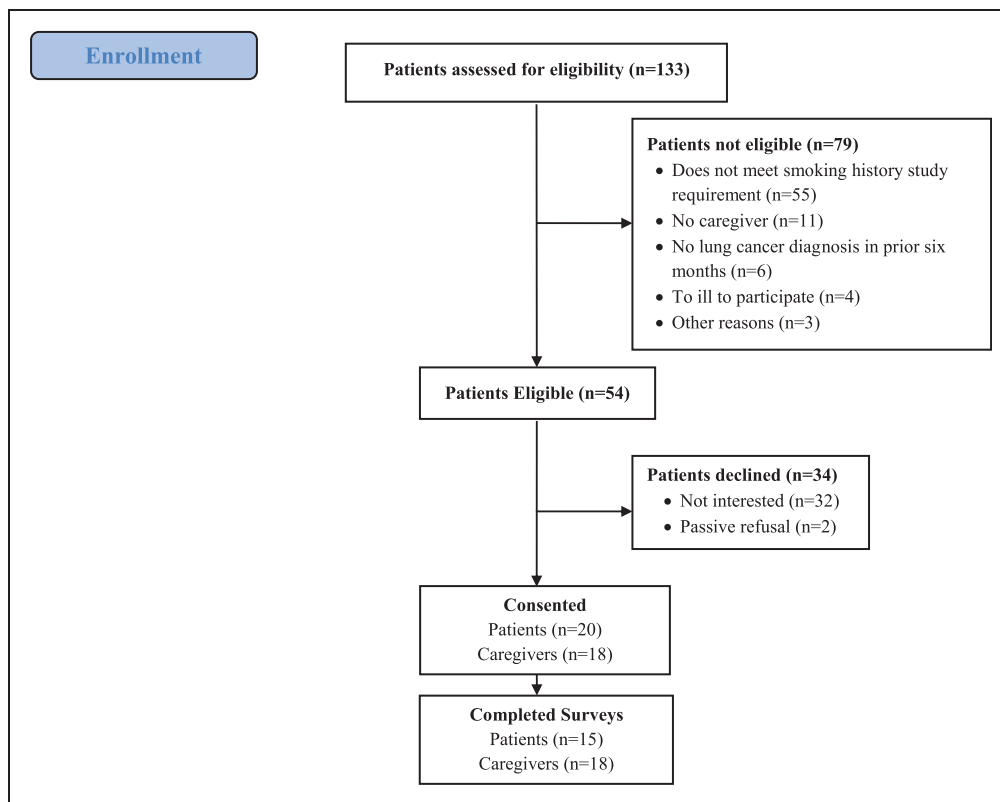 Enrollment
Patients assessed for eligibility (n=133)
Patients not eligible (n=79)
• Does not meet smoking history study
requirement (n=55)
• No caregiver (n=11)
• No lung cancer diagnosis in prior six
months (n=6)
• To ill to participate (n=4)
• Other reasons (n=3)
Patients Eligible (n=54)
Patients declined (n=34)
• Not interested (n=32)
• Passive refusal (n=2)
Consented
Patients (n=20)
Caregivers (n=18)
Completed Surveys
Patients (n=15)
Caregivers (n=18)